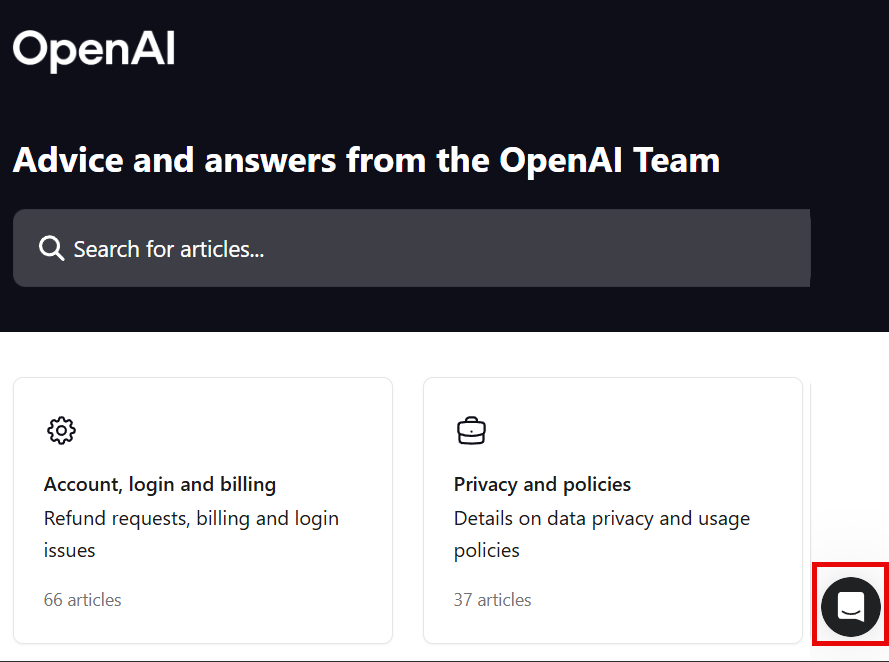 OpenAI
Advice and answers from the OpenAI Team
Search for articles...
Account, login and billing
Refund requests, billing and login
issues
66 articles
Privacy and policies
Details on data privacy and usage
policies
37 articles